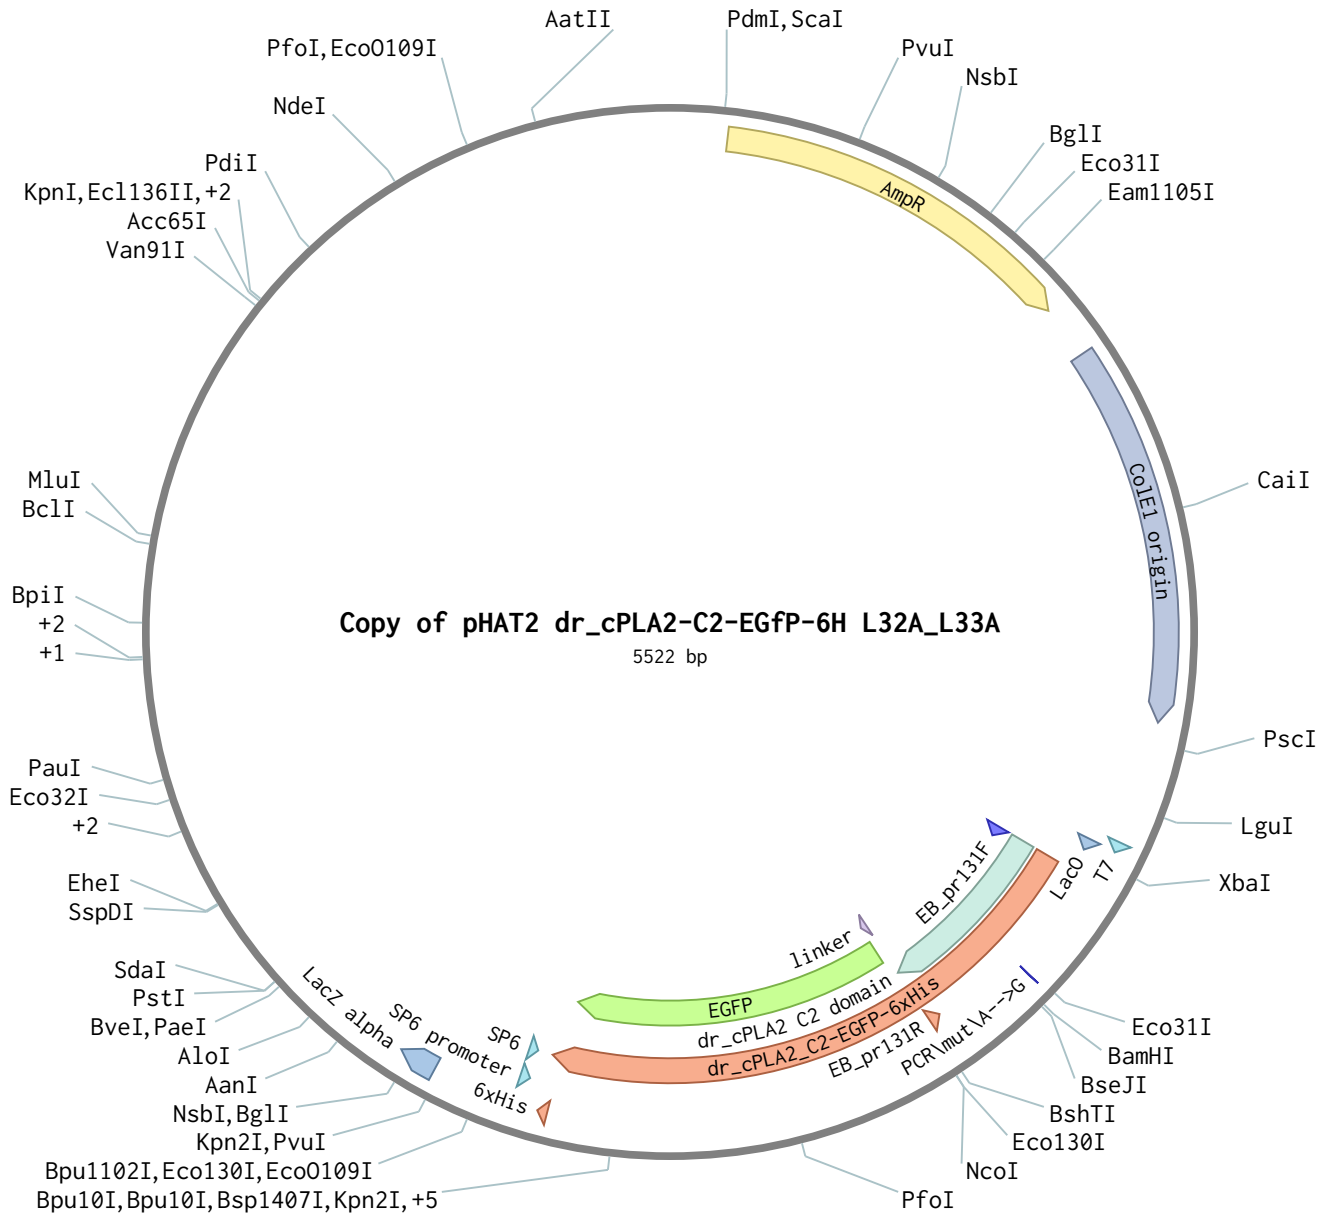 AatII
PdmI,ScaI
PfoI,EcoO109I
PvuI
NsbI
NdeI
BglI
PdiI
Eco31I
KpnI,Ecl136II,+2
Eam1105I
Acc65I
Van91I
AmpR
MluI
CaiI
BclI
ColE1 origin
BpiI
+2
+1
Copy of pHAT2 dr_cPLA2-C2-EGfP-6H L32A_L33A
5522 bp
PscI
PauI
Eco32I
+2
LguI
EheI
SspDI
XbaI
T7
LacO
EB_pr131F
linker
EGFP
dr_cPLA2 C2 domain
dr_cPLA2_C2-EGFP-6xHis
EB_pr131R
PCR\mut\A-->G
SdaI
PstI
BveI,PaeI
AloI
AanI
LacZ alpha
SP6 promoter
SP6
6xHis
Eco31I
BamHI
BseJI
BshTI
Eco130I
NcoI
PfoI
NsbI,BglI
Kpn2I,PvuI
Bpu1102I,Eco130I,EcoO109I
Bpu10I,Bpu10I,Bsp1407I,Kpn2I,+5